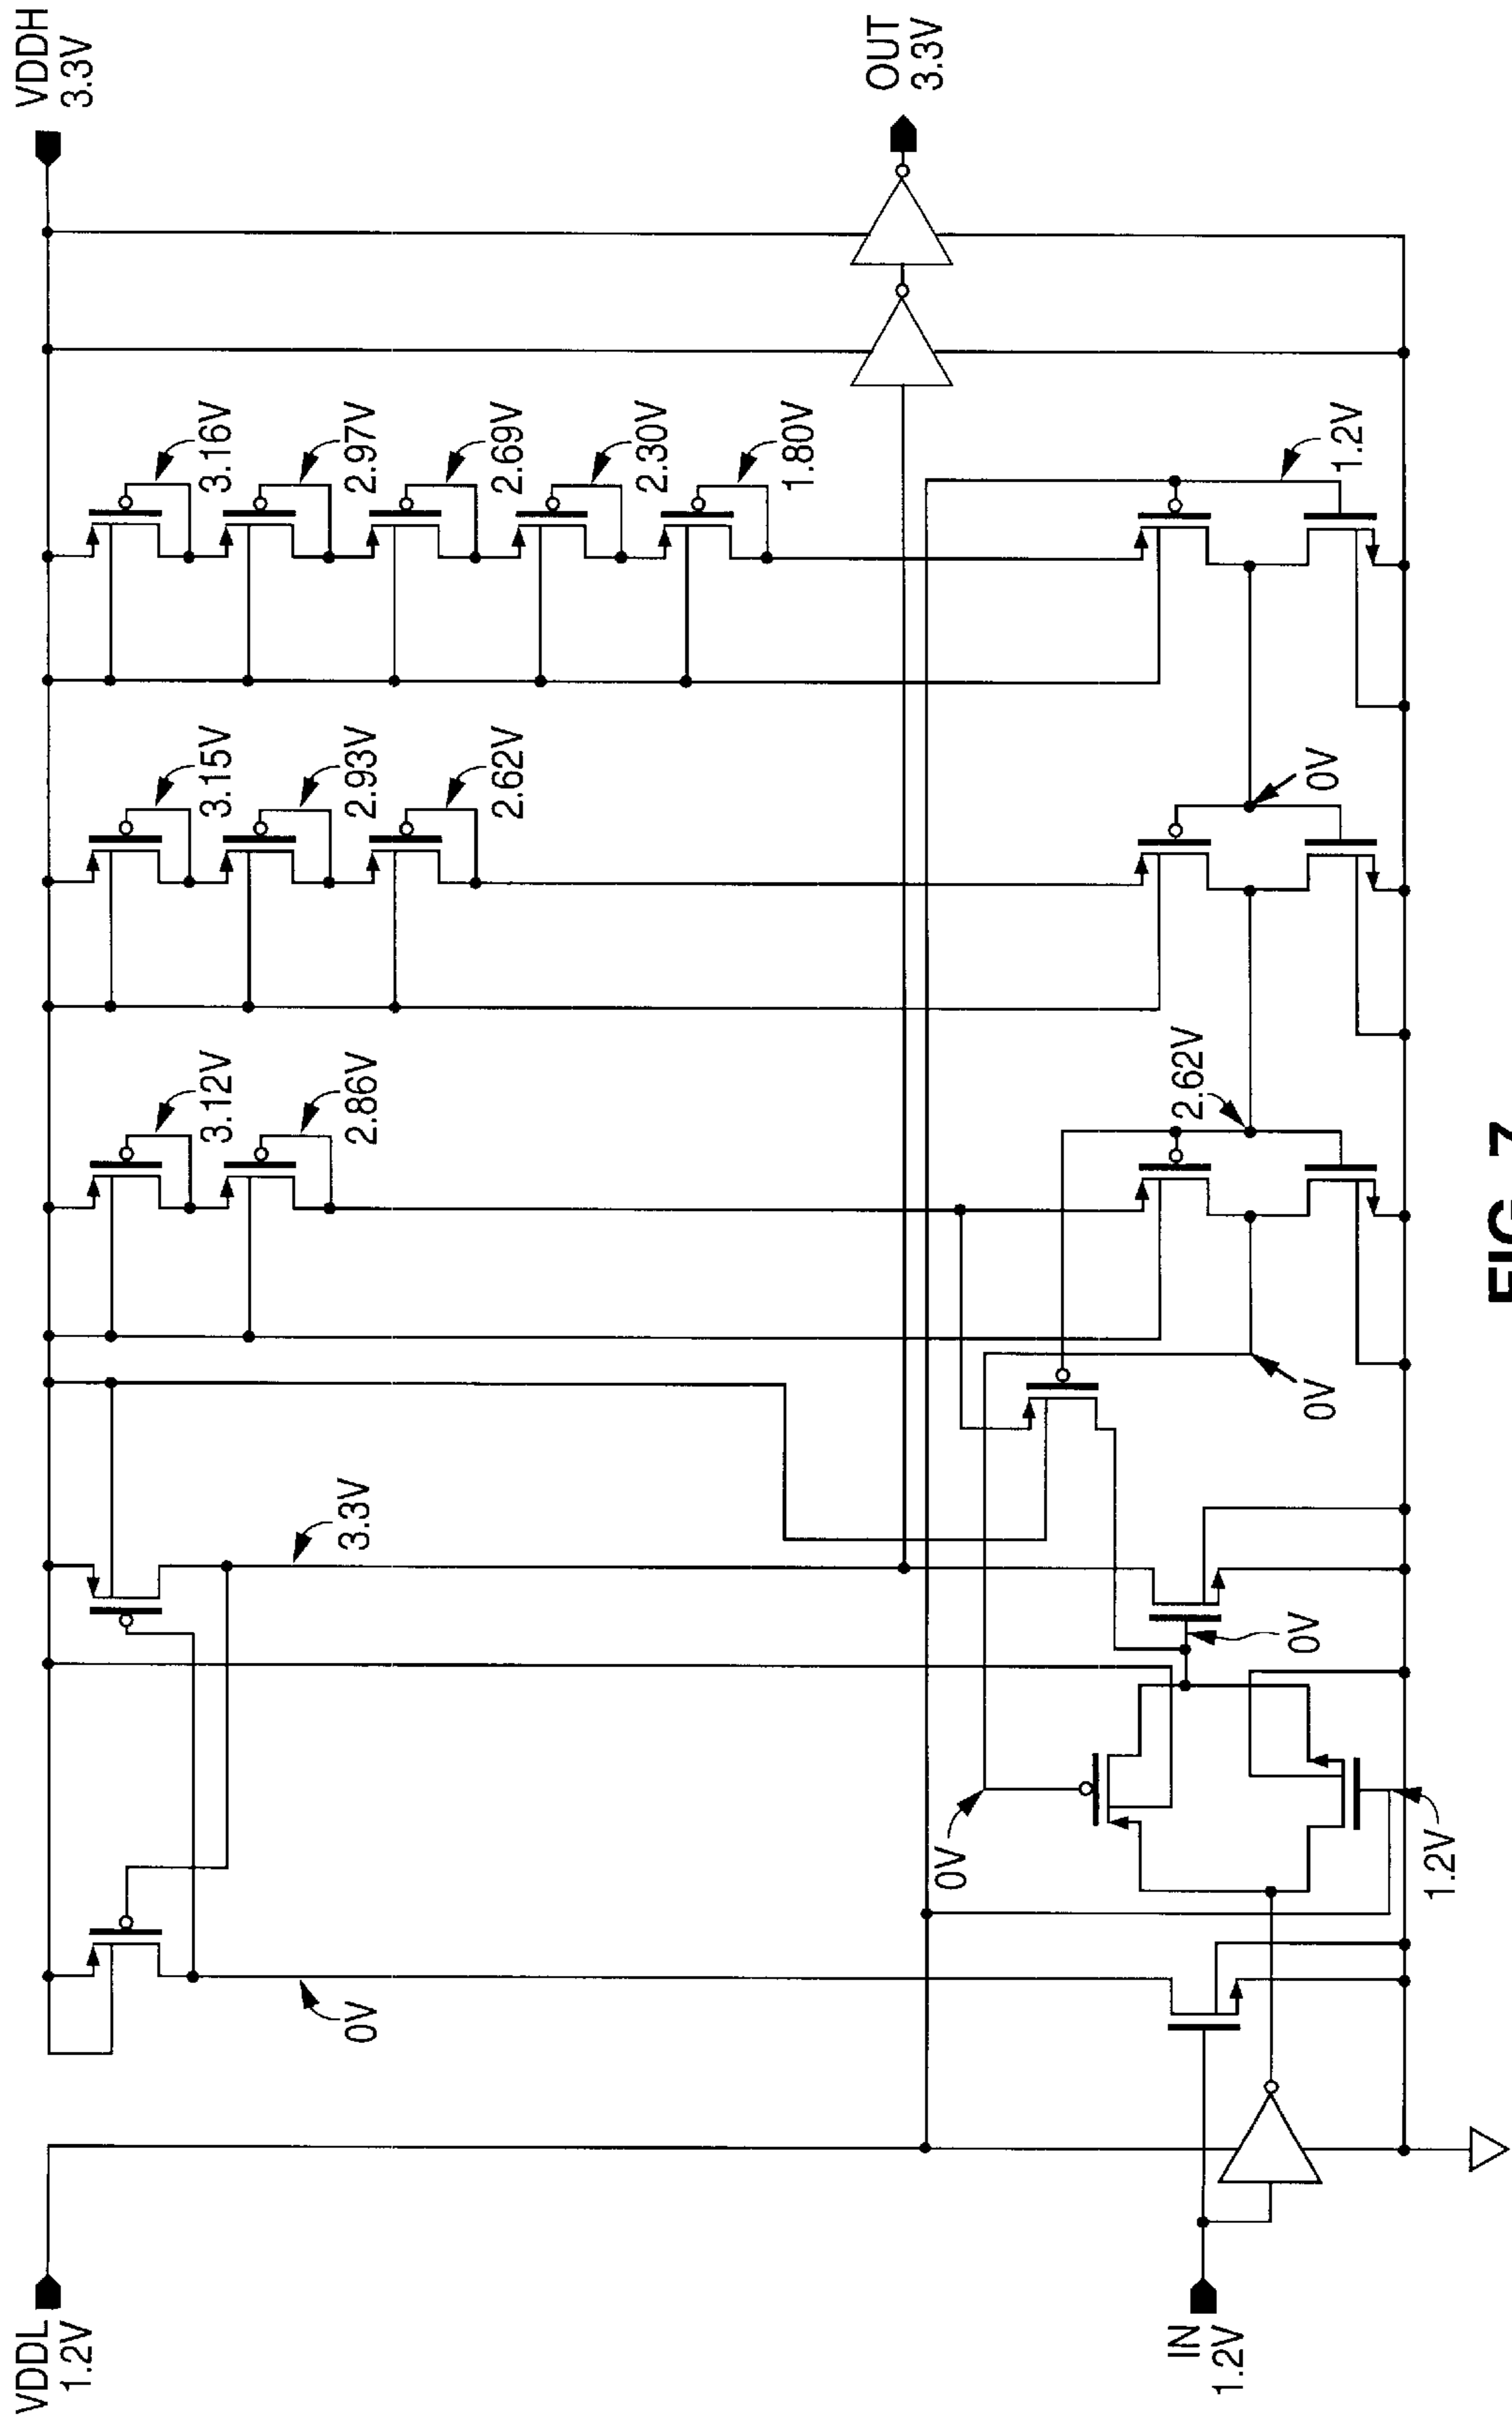 VDDL
1.2V
VDDH
3.3V
3.12V
2.86V
3.15V
2.93V
2.62V
3.16V
2.97V
2.69V
2.30V
1.80V
3.3V
0V
OUT
3.3V
IN
1.2V
0V
1.2V
0V
0V
2.62V
0V
1.2V
FIG. 7